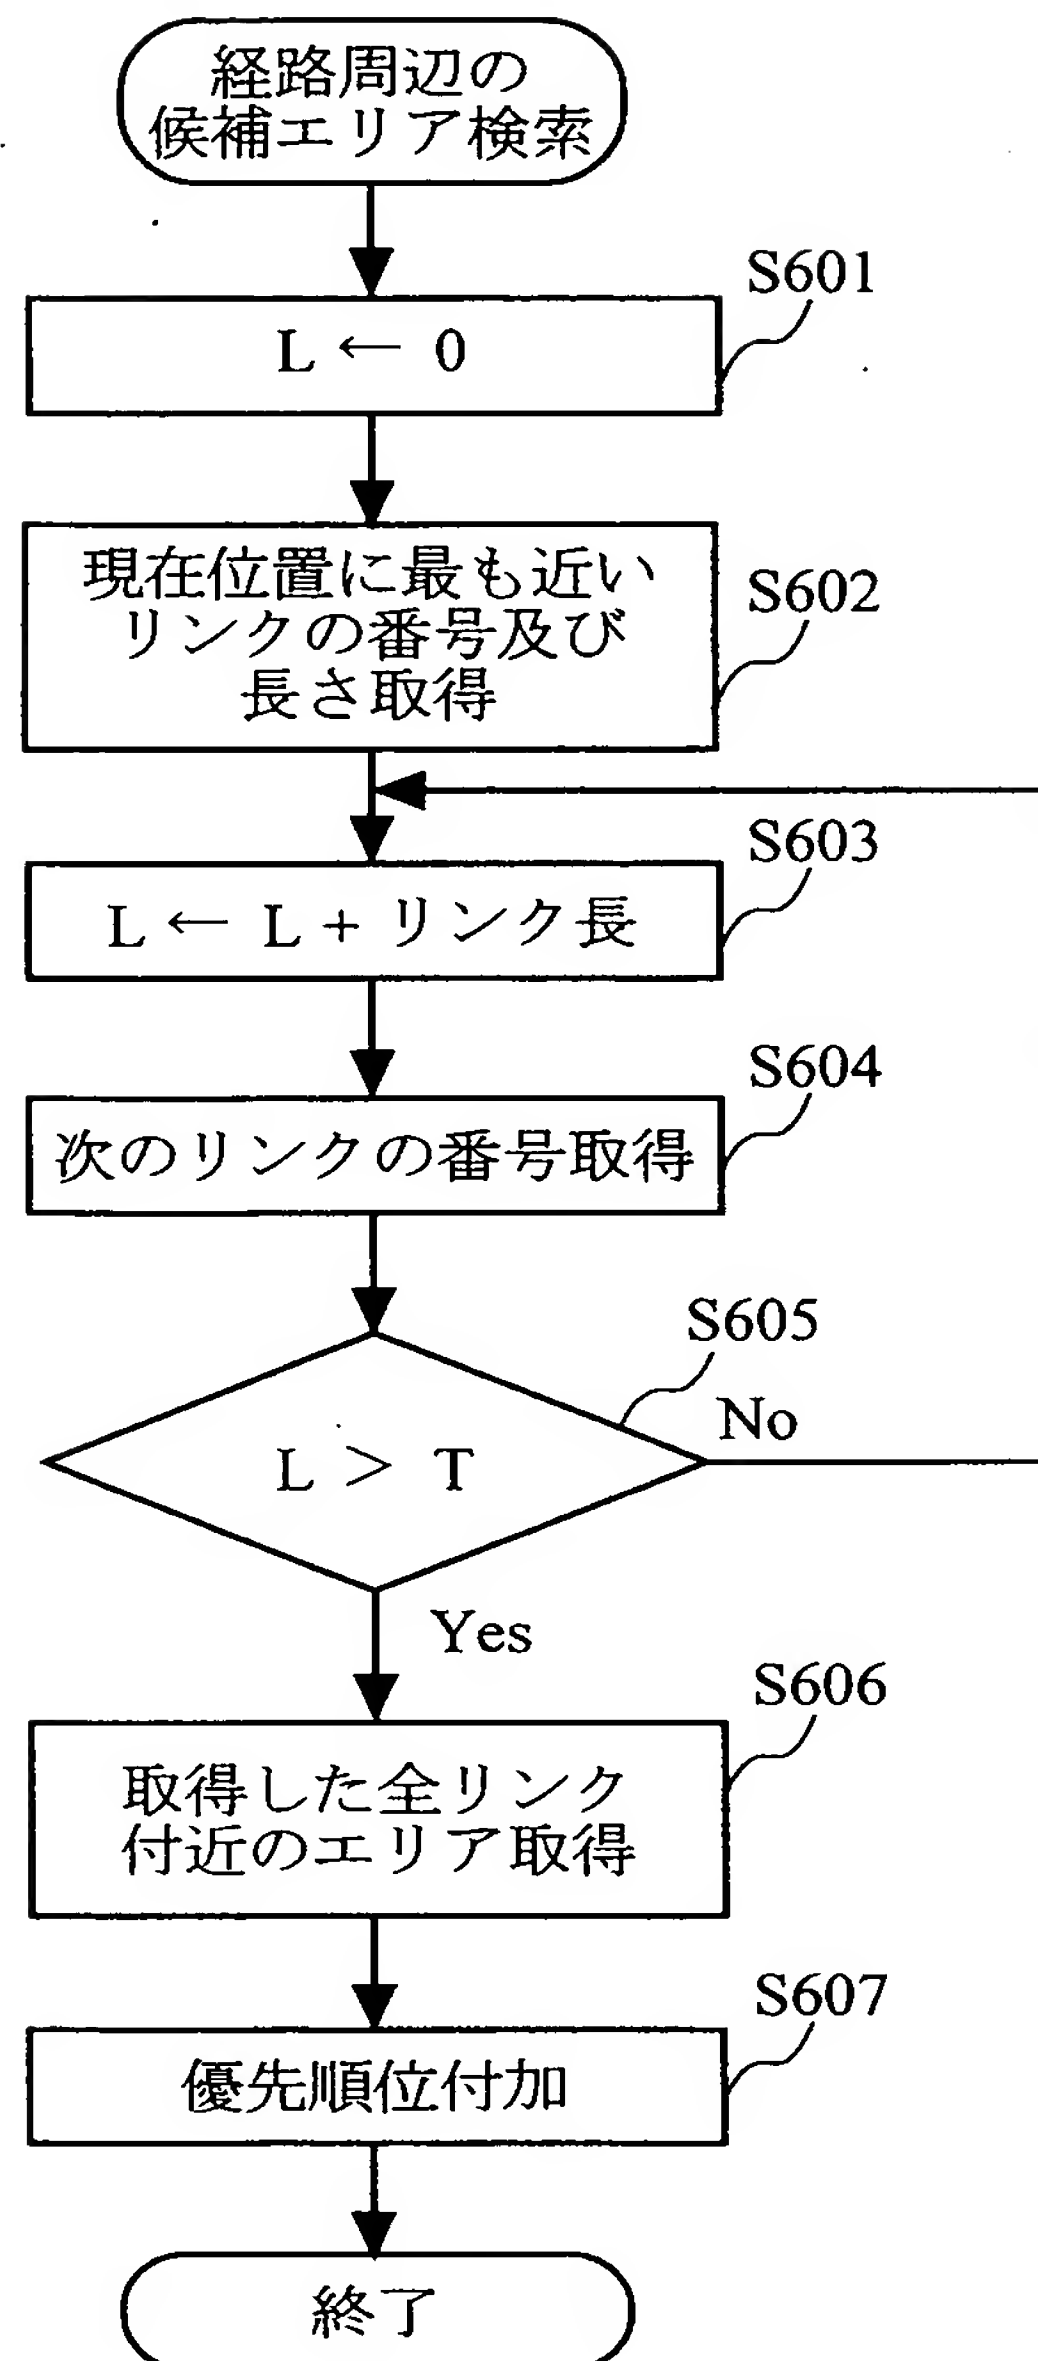 経路周辺の
候補エリア検索
S601
L ← 0
S602
現在位置に最も近い
リンクの番号及び
長さ取得
S603
L ← L + リンク長
S604
次のリンクの番号取得
S605
No
L > T
Yes
S606
取得した全リンク
付近のエリア取得
S607
優先順位付加
終了